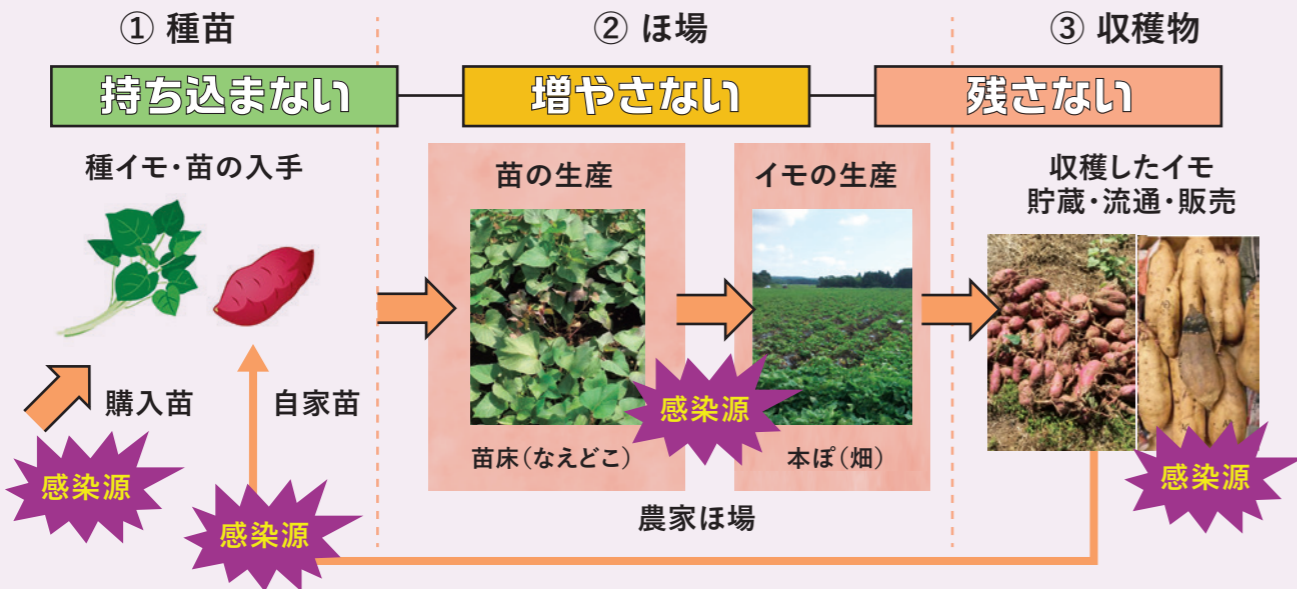 ① 種苗
② ほ場
③ 収穫物
持ち込まない
増やさない
残さない
種イモ・苗の入手
購入苗
自家苗
感染源
感染源
苗の生産
イモの生産
苗床（なえどこ）
感染源
本ぽ（畑）
農家ほ場
収穫したイモ
貯蔵・流通・販売
感染源